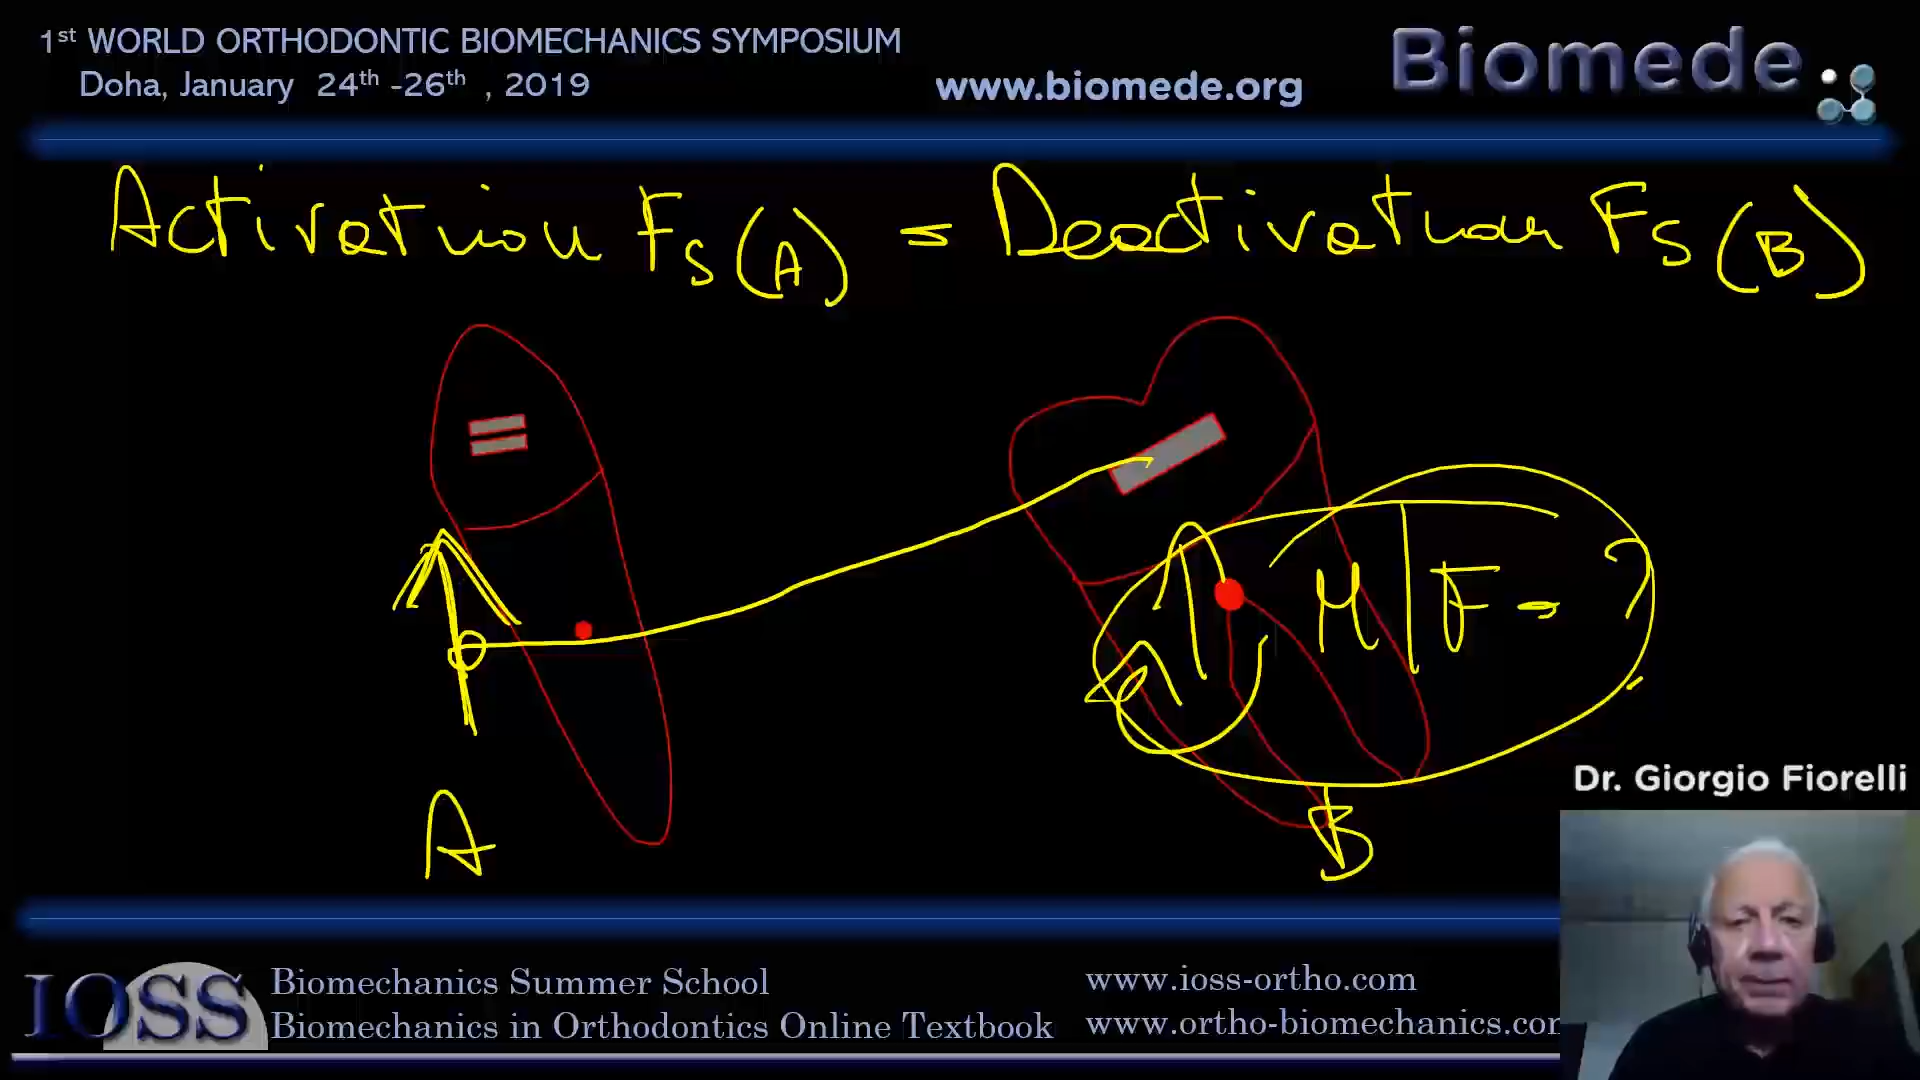 1st WORLD ORTHODONTIC BIOMECHANICS SYMPOSIUM
Doha, January 24th -26th , 2019
www.biomede.org
Biomede
Activation Fs (A) = Deactivation Fs (B)
M/F = ?
A
B
Dr. Giorgio Fiorelli
IOSS
Biomechanics Summer School
Biomechanics in Orthodontics Online Textbook
www.ioss-ortho.com
www.ortho-biomechanics.com